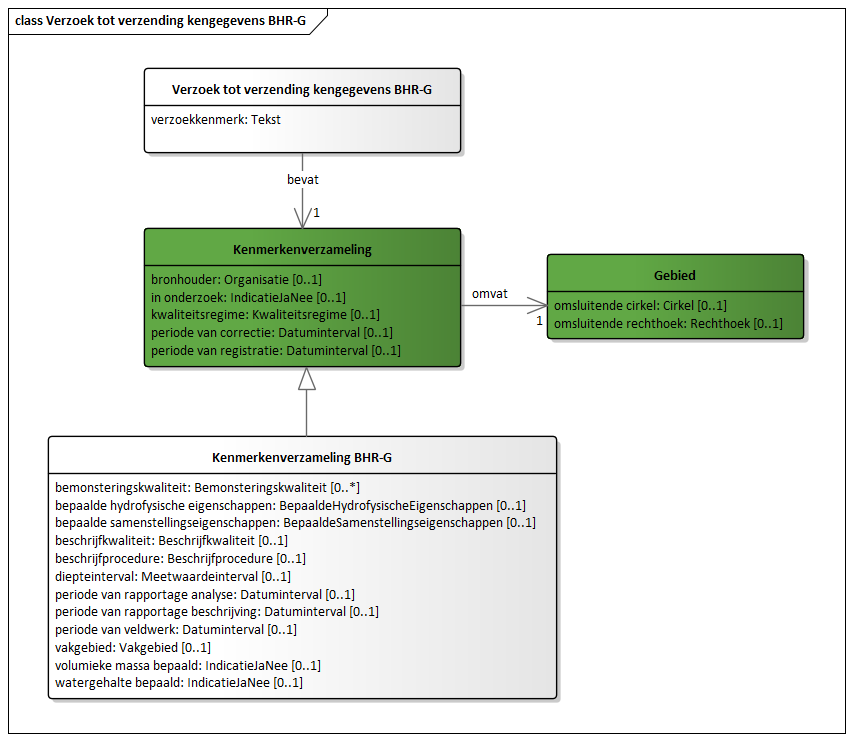 class Verzoek tot verzending kengegevens BHR-G
Verzoek tot verzending kengegevens BHR-G
verzoekkenmerk: Tekst
bevat
1
Kenmerkenverzameling
bronhouder: Organisatie [0..1]
in onderzoek: IndicatieJaNee [0..1]
kwaliteitsregime: Kwaliteitsregime [0..1]
periode van correctie: Datuminterval [0..1]
periode van registratie: Datuminterval [0..1]
omvat
1
Gebied
omsluitende cirkel: Cirkel [0..1]
omsluitende rechthoek: Rechthoek [0..1]
Kenmerkenverzameling BHR-G
bemonsteringskwaliteit: Bemonsteringskwaliteit [0..*]
bepaalde hydrofysische eigenschappen: BepaaldeHydrofysischeEigenschappen [0..1]
bepaalde samenstellingseigenschappen: BepaaldeSamenstellingseigenschappen [0..1]
beschrijfkwaliteit: Beschrijfkwaliteit [0..1]
beschrijfprocedure: Beschrijfprocedure [0..1]
diepteinterval: Meetwaardeinterval [0..1]
periode van rapportage analyse: Datuminterval [0..1]
periode van rapportage beschrijving: Datuminterval [0..1]
periode van veldwerk: Datuminterval [0..1]
vakgebied: Vakgebied [0..1]
volumieke massa bepaald: IndicatieJaNee [0..1]
watergehalte bepaald: IndicatieJaNee [0..1]